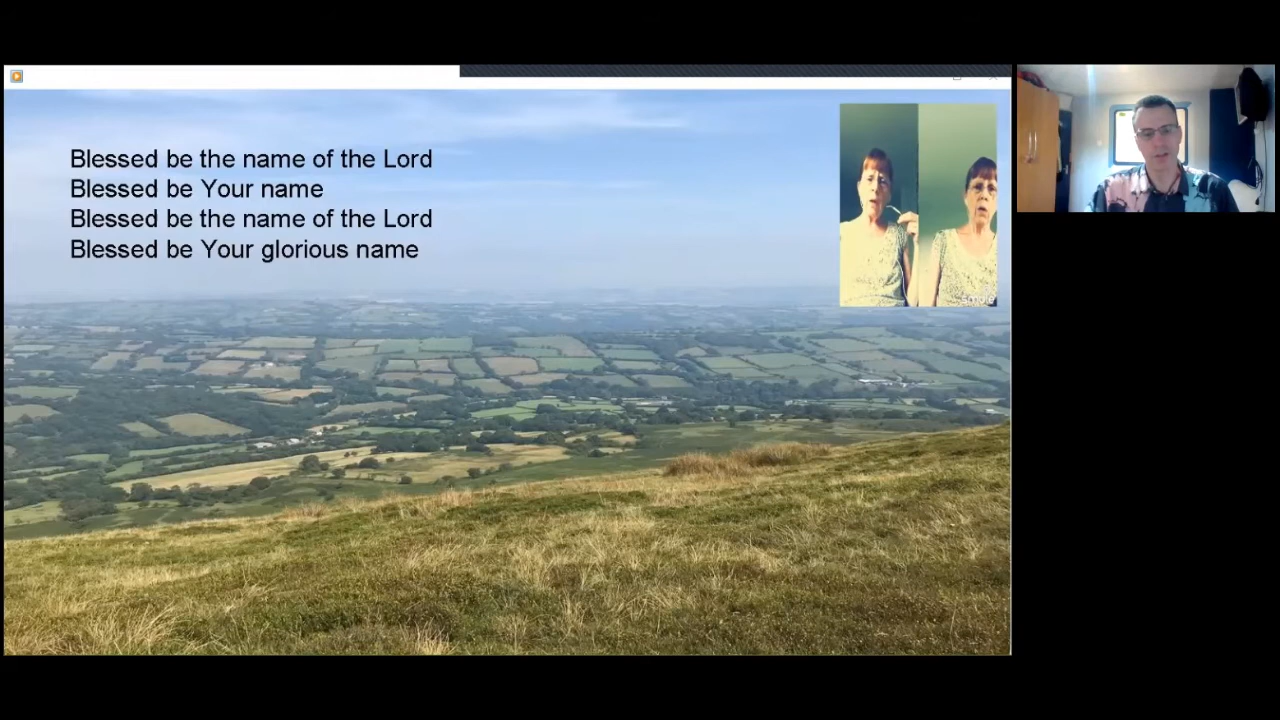 Blessed be the name of the Lord
Blessed be Your name
Blessed be the name of the Lord
Blessed be Your glorious name
smule